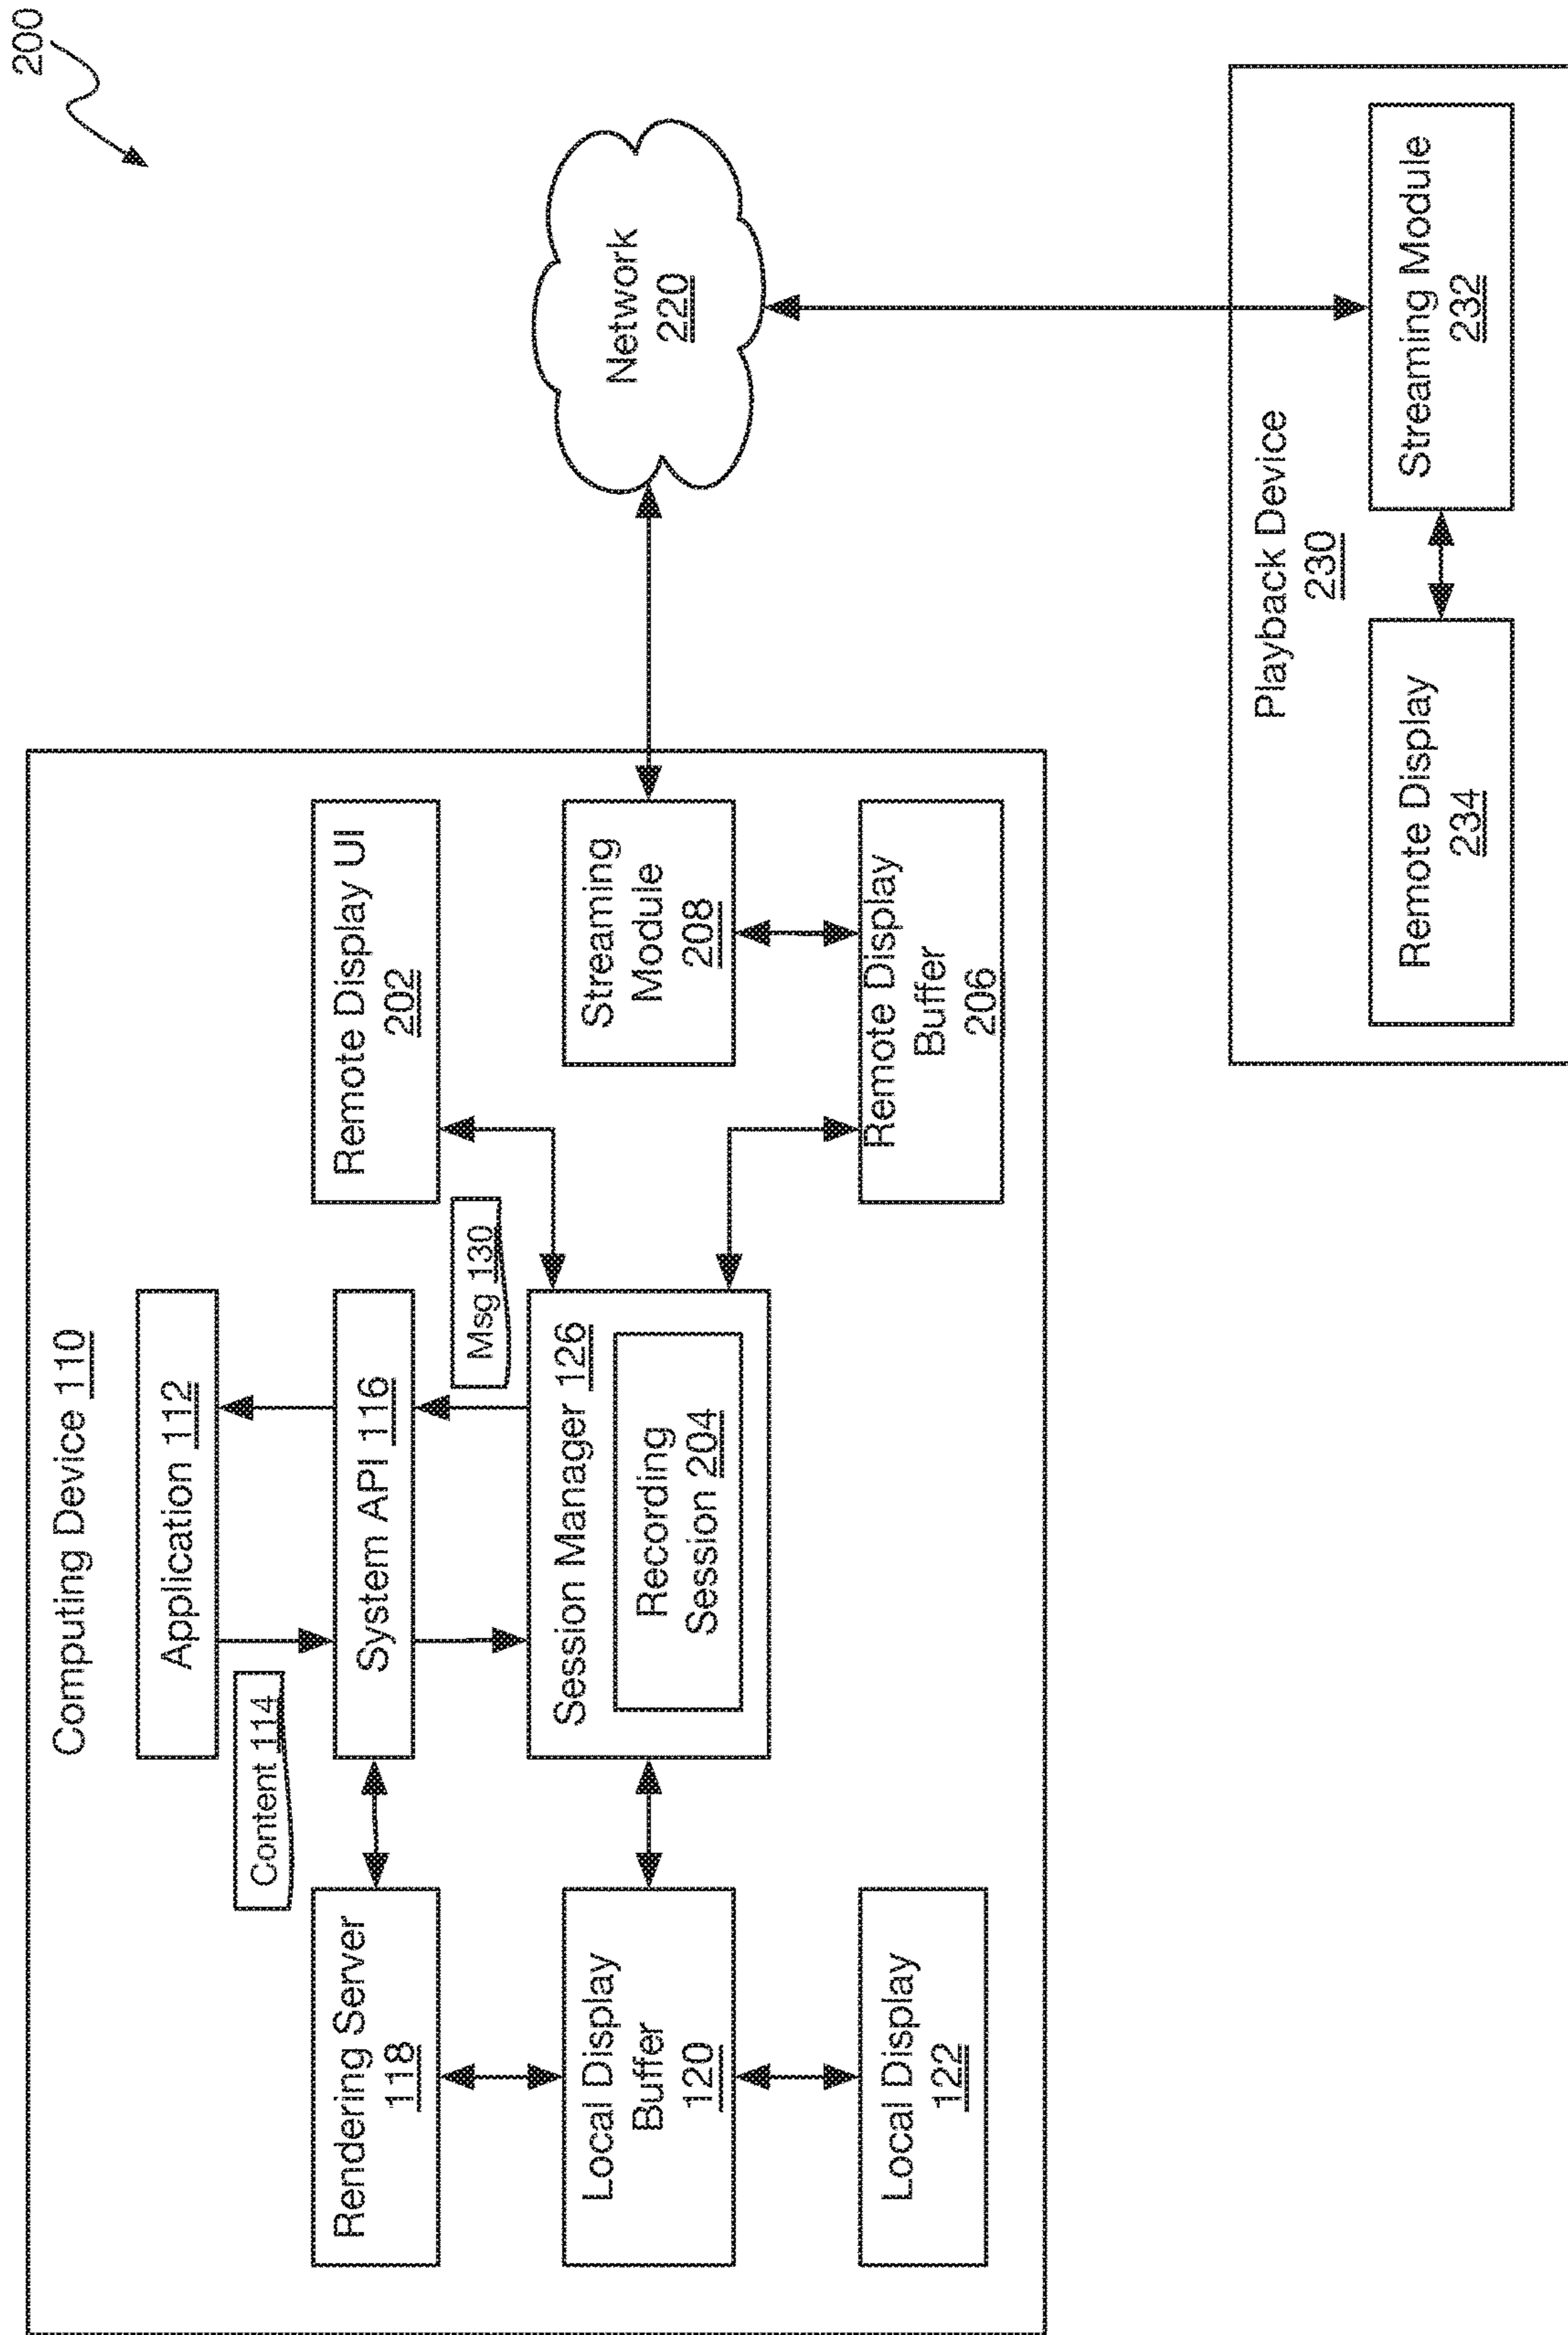 200
Computing Device 110
Application 112
Content 114
System API 116
Msg 130
Rendering Server
118
Session Manager 126
Recording
Session 204
Remote Display UI
202
Local Display
Buffer
120
Streaming
Module
208
Local Display
122
Remote Display
Buffer
206
Network
220
Playback Device
230
Remote Display
234
Streaming Module
232